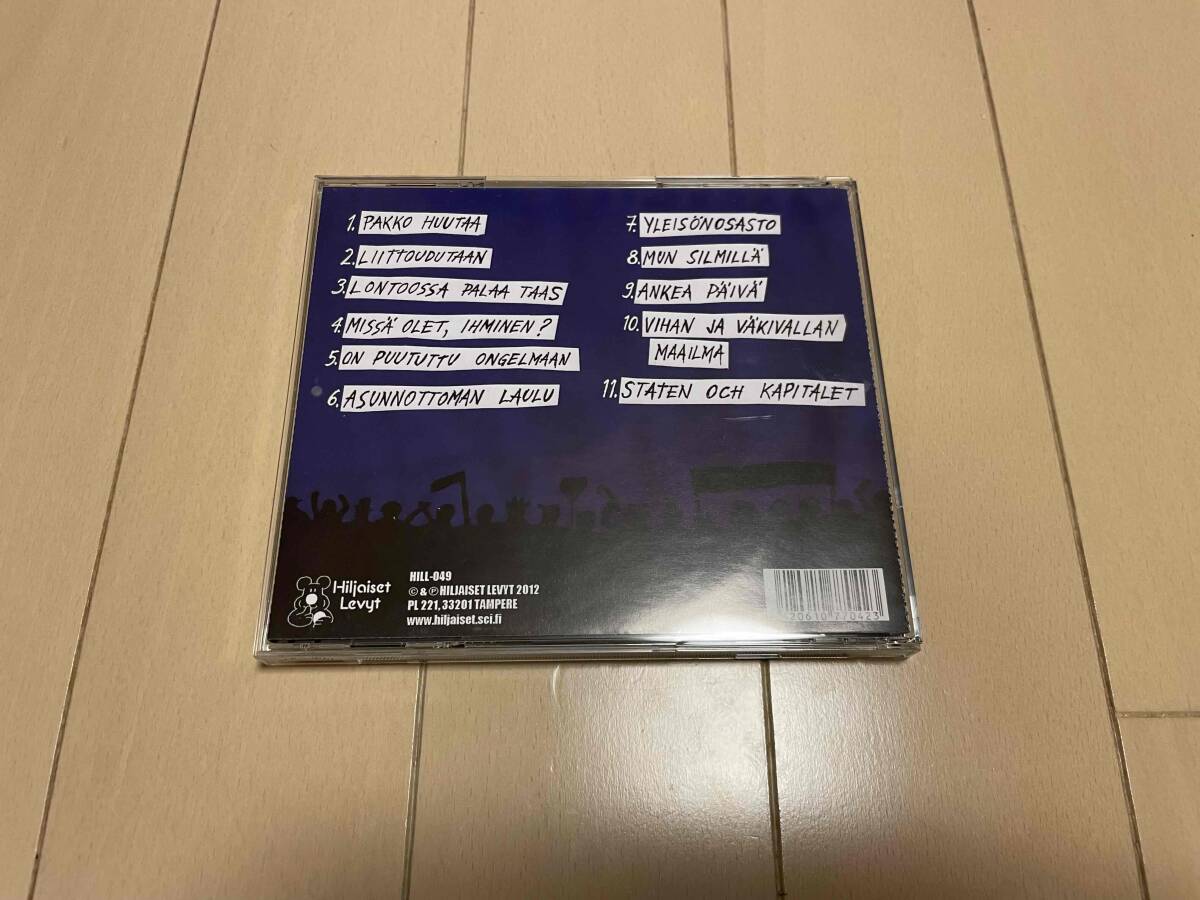 1. PAKKO HUUTAA
2. LIITTOUDUTAAN
3. LONTOOSSA PALAA TAAS
4. MISSÄ OLET, IHMINEN?
5. ON PUUTUTTU ONGELMAAN
6. ASUNNOTTOMAN LAULU
7. YLEISÖNOSASTO
8. MUN SILMILLÄ
9. ANKEA PÄIVÄ
10. VIHAN JA VÄKIVALLAN
MAAILMA
11. STATEN OCH KAPITALET
Hiljaiset
Levyt
HILL-049
© & ℗ HILJAISET LEVYT 2012
PL 221, 33201 TAMPERE
www.hiljaiset.sci.fi